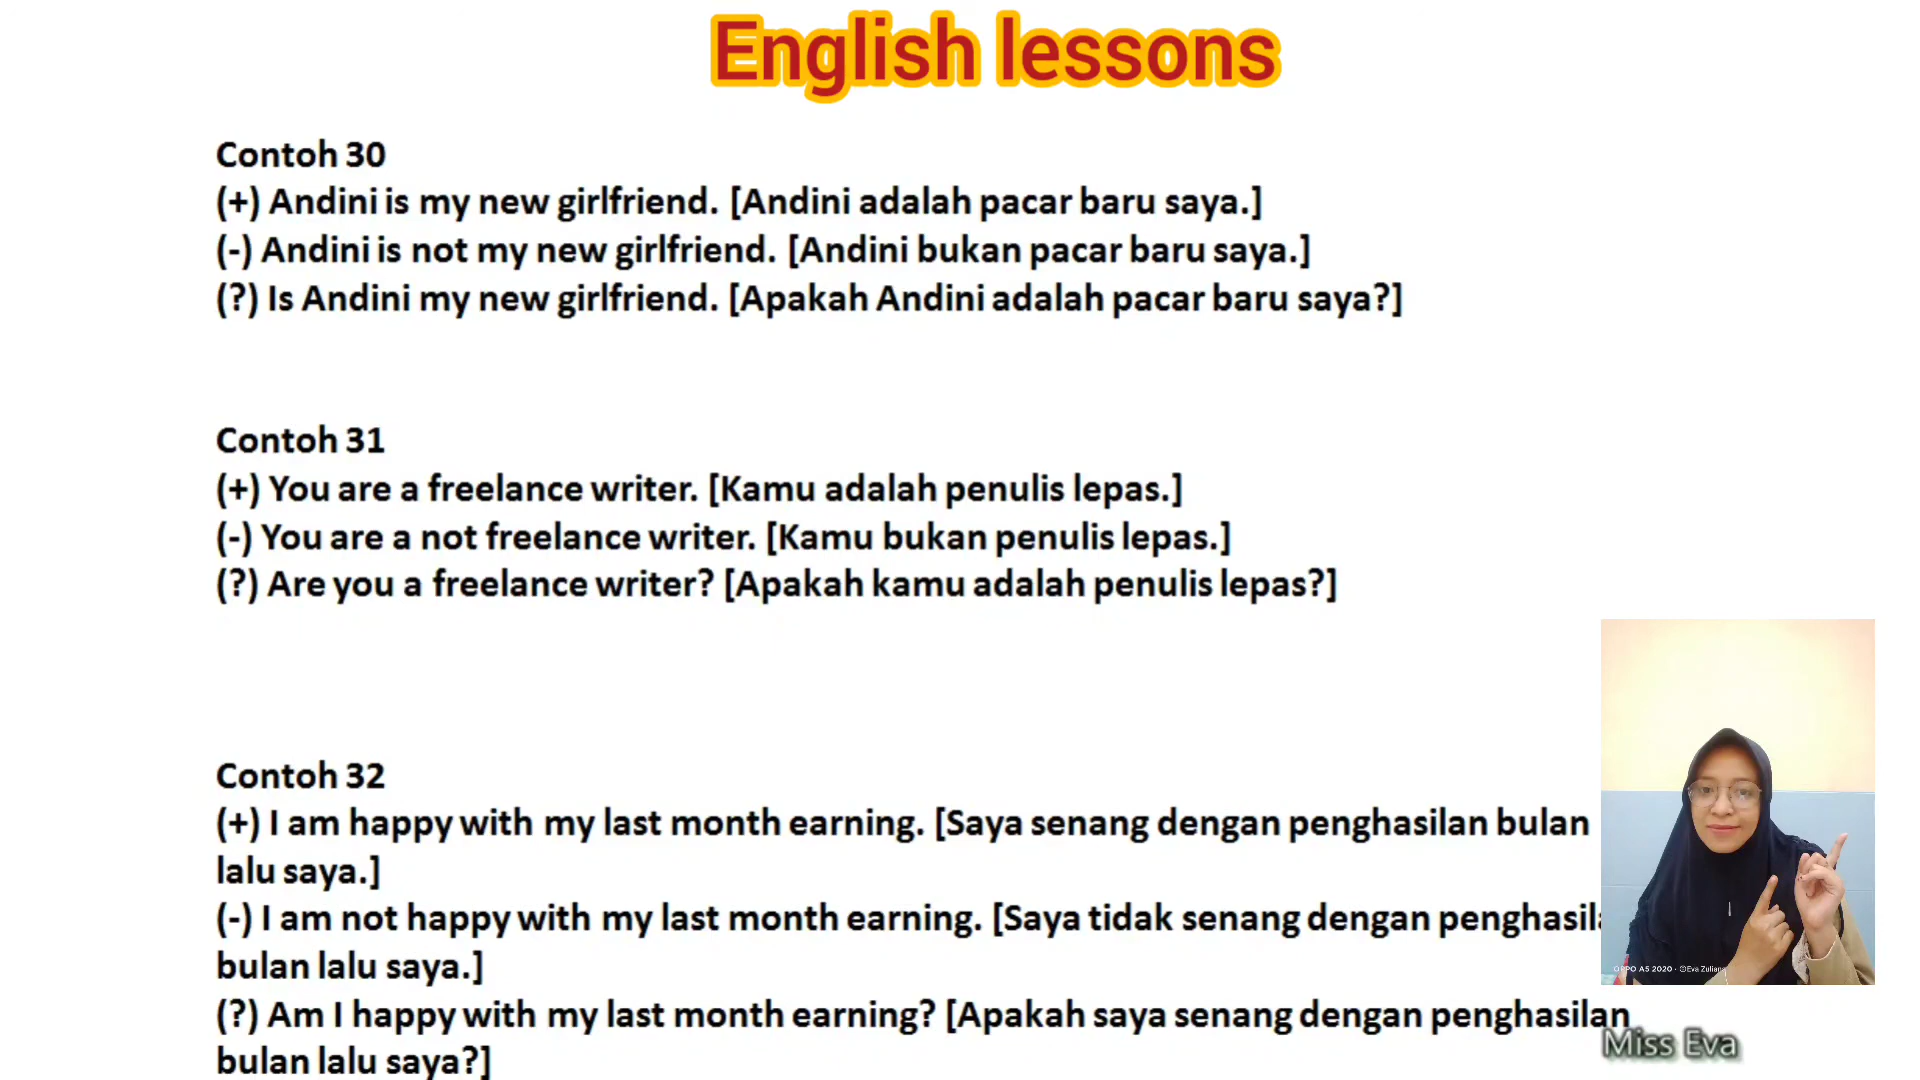 English lessons
Contoh 30
(+) Andini is my new girlfriend. [Andini adalah pacar baru saya.]
(-) Andini is not my new girlfriend. [Andini bukan pacar baru saya.]
(?) Is Andini my new girlfriend. [Apakah Andini adalah pacar baru saya?]
Contoh 31
(+) You are a freelance writer. [Kamu adalah penulis lepas.]
(-) You are a not freelance writer. [Kamu bukan penulis lepas.]
(?) Are you a freelance writer? [Apakah kamu adalah penulis lepas?]
Contoh 32
(+) I am happy with my last month earning. [Saya senang dengan penghasilan bulan
lalu saya.]
(-) I am not happy with my last month earning. [Saya tidak senang dengan
bulan lalu saya.]
(?) Am I happy with my last month earning? [Apakah saya senang dengan penghasilan
bulan lalu saya?]
OPPO A5 2020 · ©Eva Zuliana
Miss Eva